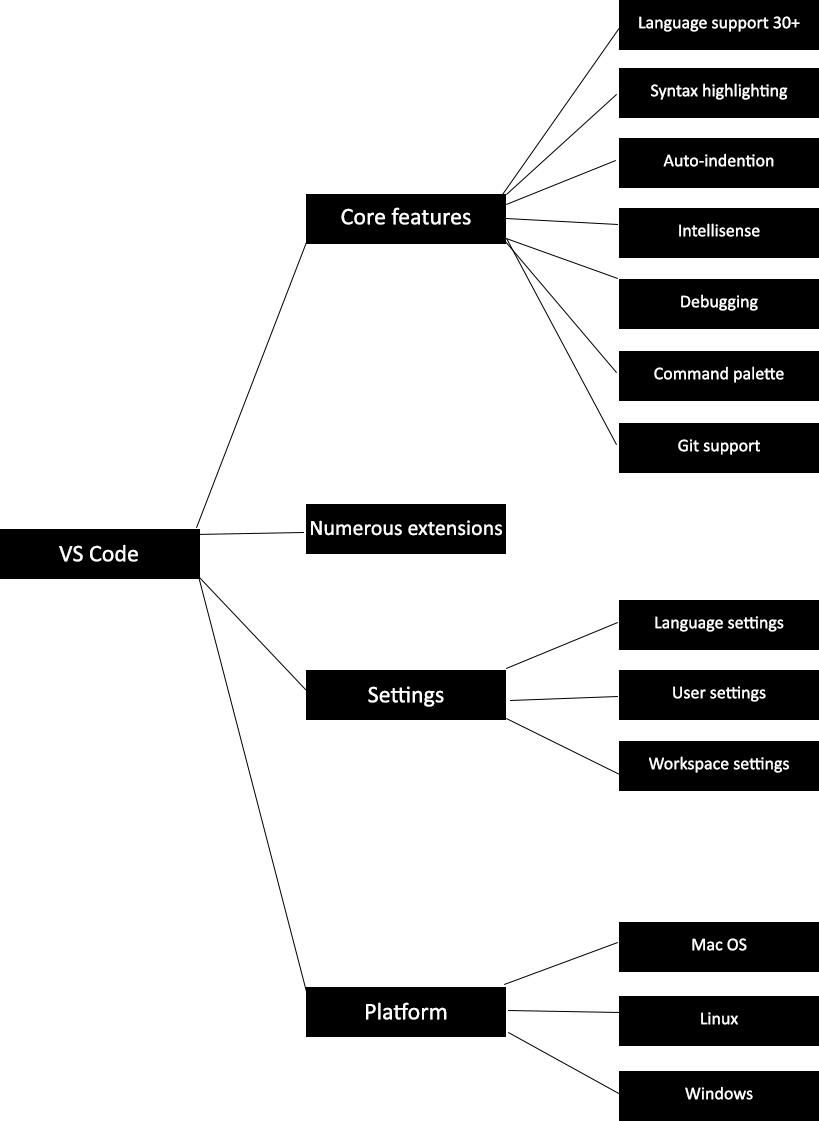 VS Code
Core features
Language support 30+
Syntax highlighting
Auto-indention
Intellisense
Debugging
Command palette
Git support
Numerous extensions
Settings
Language settings
User settings
Workspace settings
Platform
Mac OS
Linux
Windows